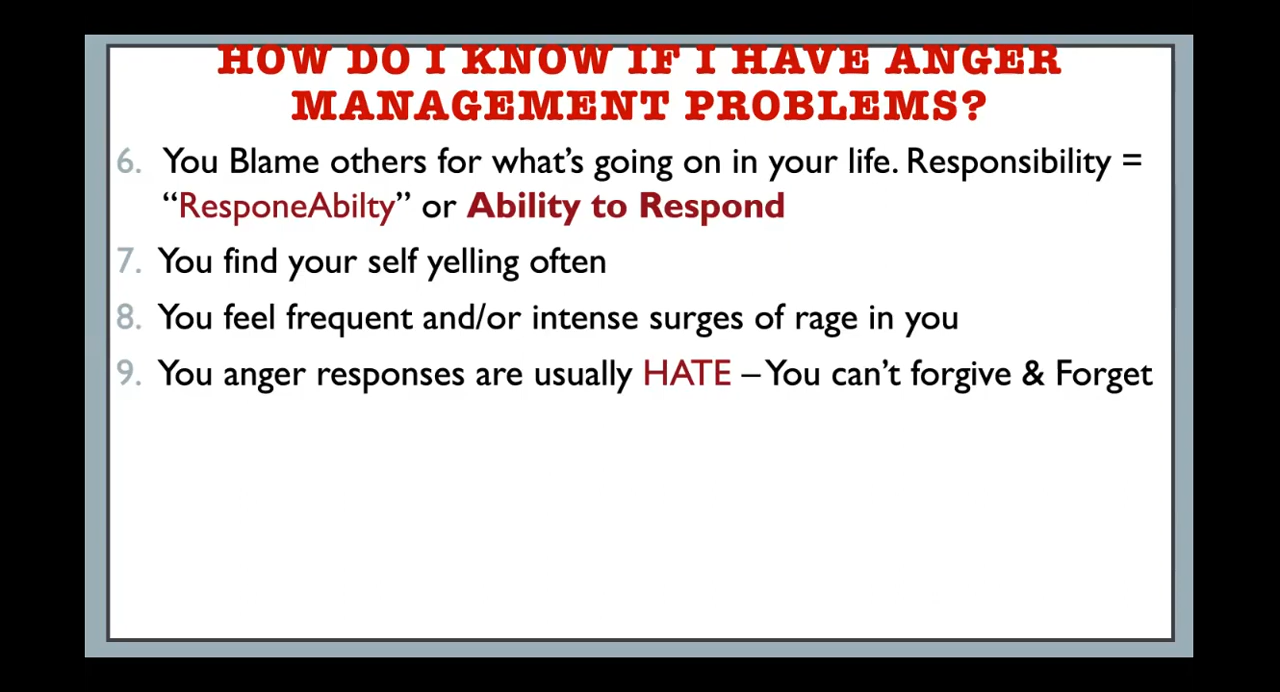 HOW DO I KNOW IF I HAVE ANGER
MANAGEMENT PROBLEMS?
6. You Blame others for what’s going on in your life. Responsibility =
“ResponeAbilty” or Ability to Respond
7. You find your self yelling often
8. You feel frequent and/or intense surges of rage in you
9. You anger responses are usually HATE – You can’t forgive & Forget